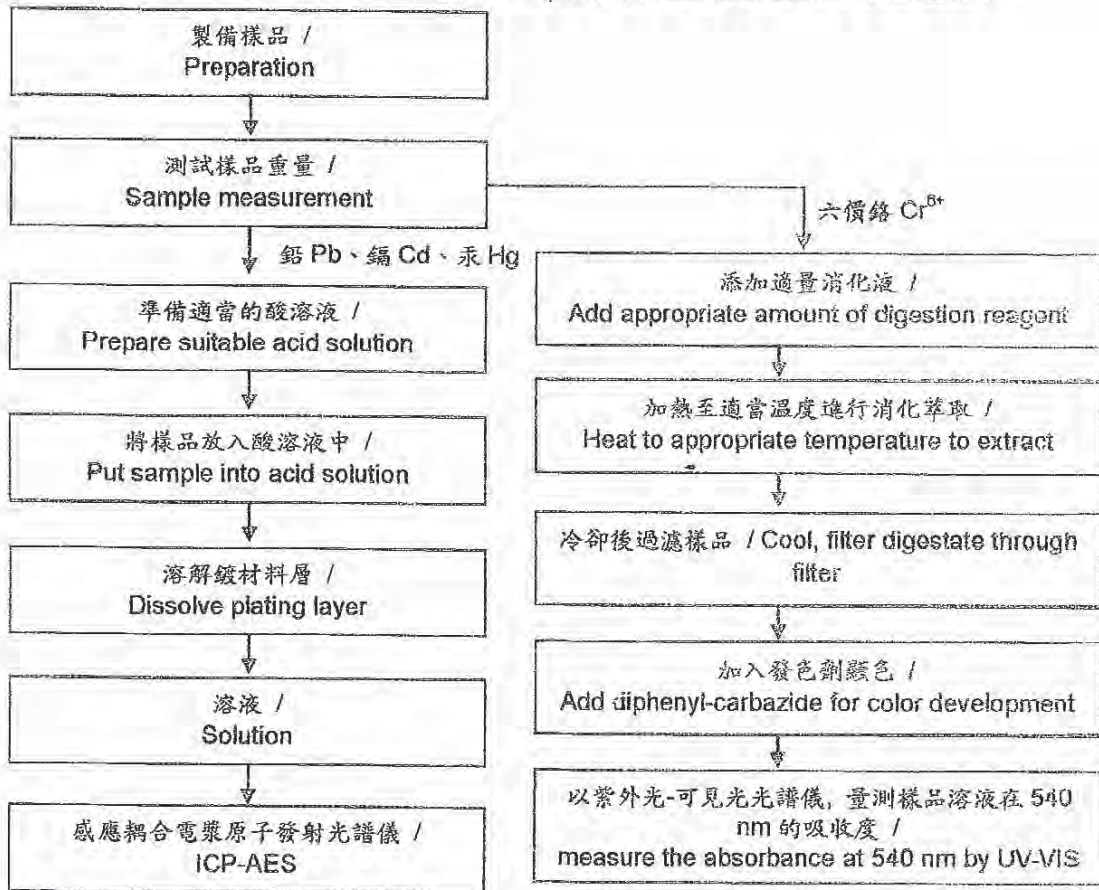 製備樣品 /
Preparation
測試樣品重量 /
Sample measurement
鉛 Pb、鎘 Cd、汞 Hg
準備適當的酸溶液 /
Prepare suitable acid solution
將樣品放入酸溶液中 /
Put sample into acid solution
溶解鍍材料層 /
Dissolve plating layer
溶液 /
Solution
感應耦合電漿原子發射光譜儀 /
ICP-AES
六價鉻 Cr6+
添加適量消化液 /
Add appropriate amount of digestion reagent
加熱至適當溫度進行消化萃取 /
Heat to appropriate temperature to extract
冷卻後過濾樣品 / Cool, filter digestate through
filter
加入發色劑顯色 /
Add diphenyl-carbazide for color development
以紫外光-可見光光譜儀, 量測樣品溶液在 540
nm 的吸收度 /
measure the absorbance at 540 nm by UV-VIS